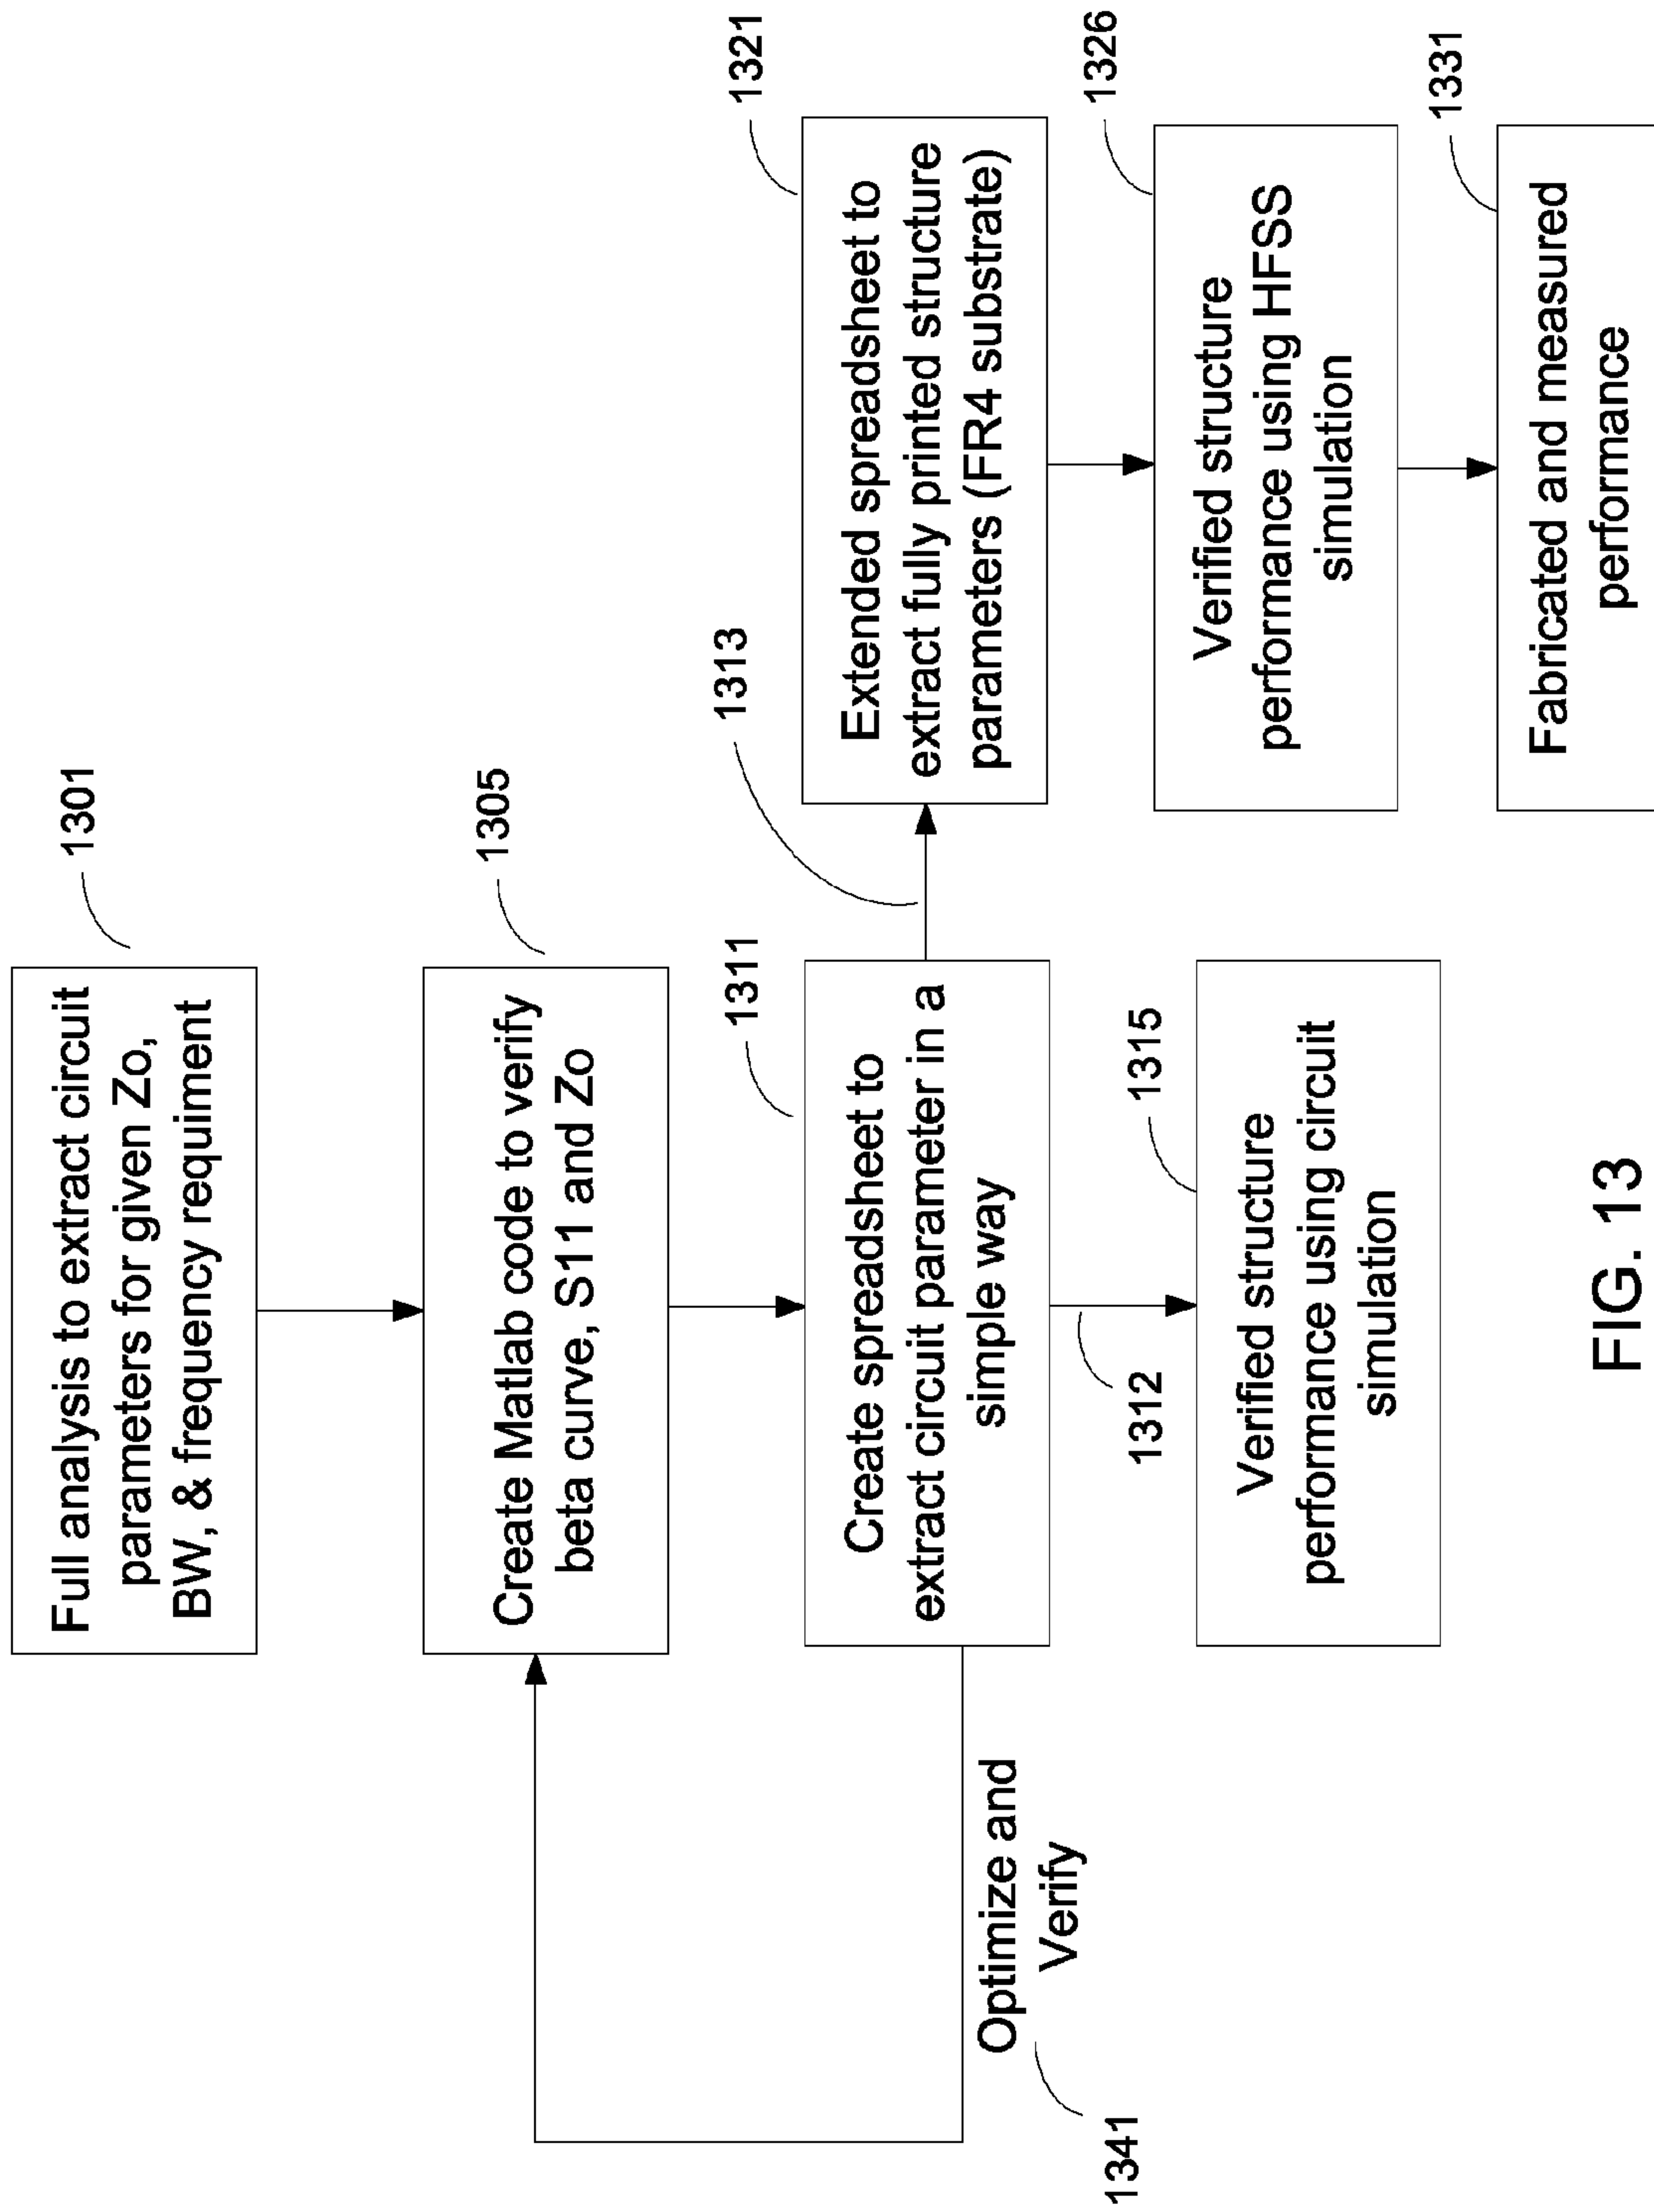 1301
Full analysis to extract circuit
parameters for given Zo,
BW, & frequency requiment
1305
Create Matlab code to verify
beta curve, S11 and Zo
1311
Create spreadsheet to
extract circuit parameter in a
simple way
1313
1321
Extended spreadsheet to
extract fully printed structure
parameters (FR4 substrate)
1312
1315
Verified structure
performance using circuit
simulation
1326
Verified structure
performance using HFSS
simulation
1331
Fabricated and measured
performance
Optimize and
Verify
1341
FIG. 13